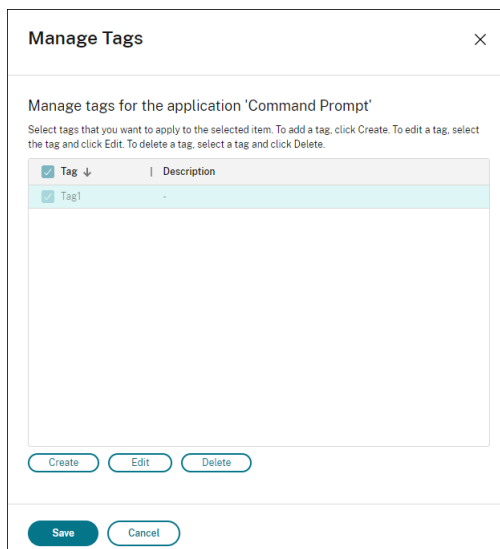 Manage Tags
Manage tags for the application 'Command Prompt'
Select tags that you want to apply to the selected item. To add a tag, click Create. To edit a tag, select
the tag and click Edit. To delete a tag, select a tag and click Delete.
Tag ↓ | Description
Tag1 -
Create Edit Delete
Save Cancel